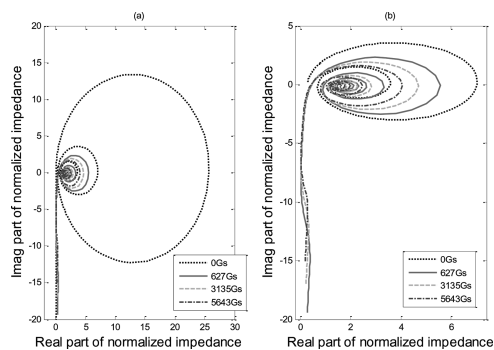 (a)
Imag part of normalized impedance
20
15
10
5
0
-5
-10
-15
-20
0 5 10 15 20 25 30
Real part of normalized impedance
0Gs
627Gs
3135Gs
5643Gs
(b)
Imag part of normalized impedance
5
0
-5
-10
-15
-20
0 2 4 6
Real part of normalized impedance
0Gs
627Gs
3135Gs
5643Gs